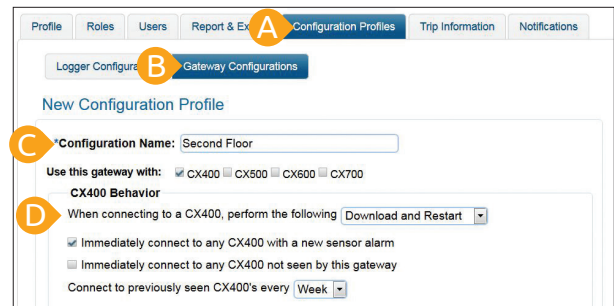 Profile Roles Users Report & Ex A Configuration Profiles Trip Information Notifications
Logger Configura B Gateway Configurations
New Configuration Profile
C *Configuration Name: Second Floor
Use this gateway with: CX400 CX500 CX600 CX700
CX400 Behavior
D When connecting to a CX400, perform the following Download and Restart
Immediately connect to any CX400 with a new sensor alarm
Immediately connect to any CX400 not seen by this gateway
Connect to previously seen CX400's every Week